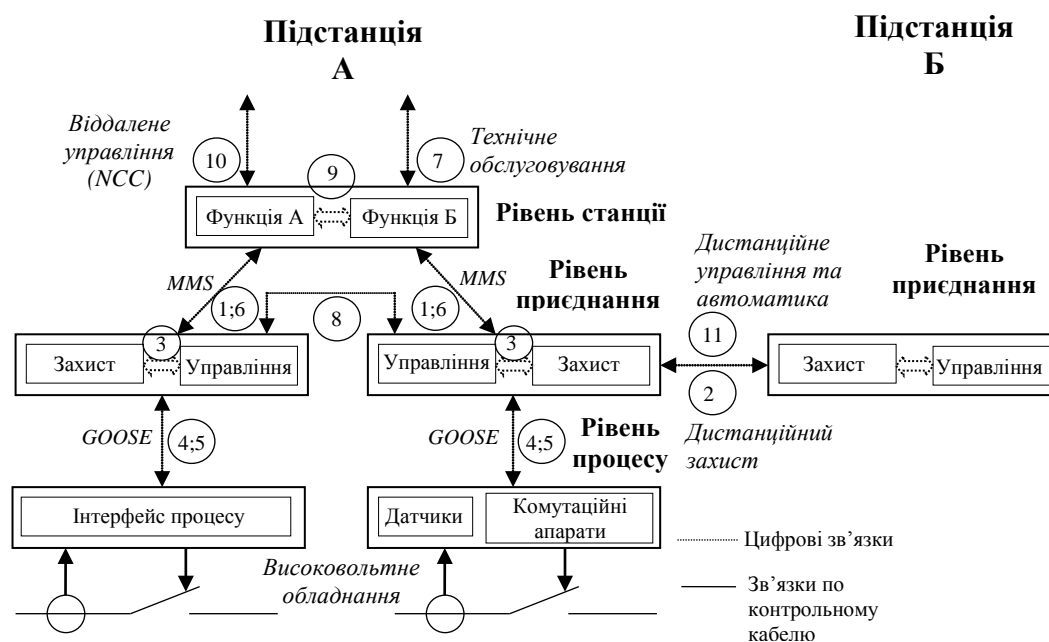 Підстанція
А
Підстанція
Б
Віддалене
управління
(NCC)
10
9
7
Технічне
обслуговування
Функція А
Функція Б
Рівень станції
MMS
1;6
8
MMS
1;6
Рівень
приєднання
Дистанційне
управління та
автоматика
Рівень
приєднання
3
Захист
Управління
3
Управління
Захист
11
2
Захист
Управління
GOOSE
4;5
GOOSE
4;5
Рівень
процесу
Дистанційний
захист
Інтерфейс процесу
Датчики
Комутаційні
апарати
Високовольтне
обладнання
Цифрові зв’язки
Зв’язки по
контрольному
кабелю